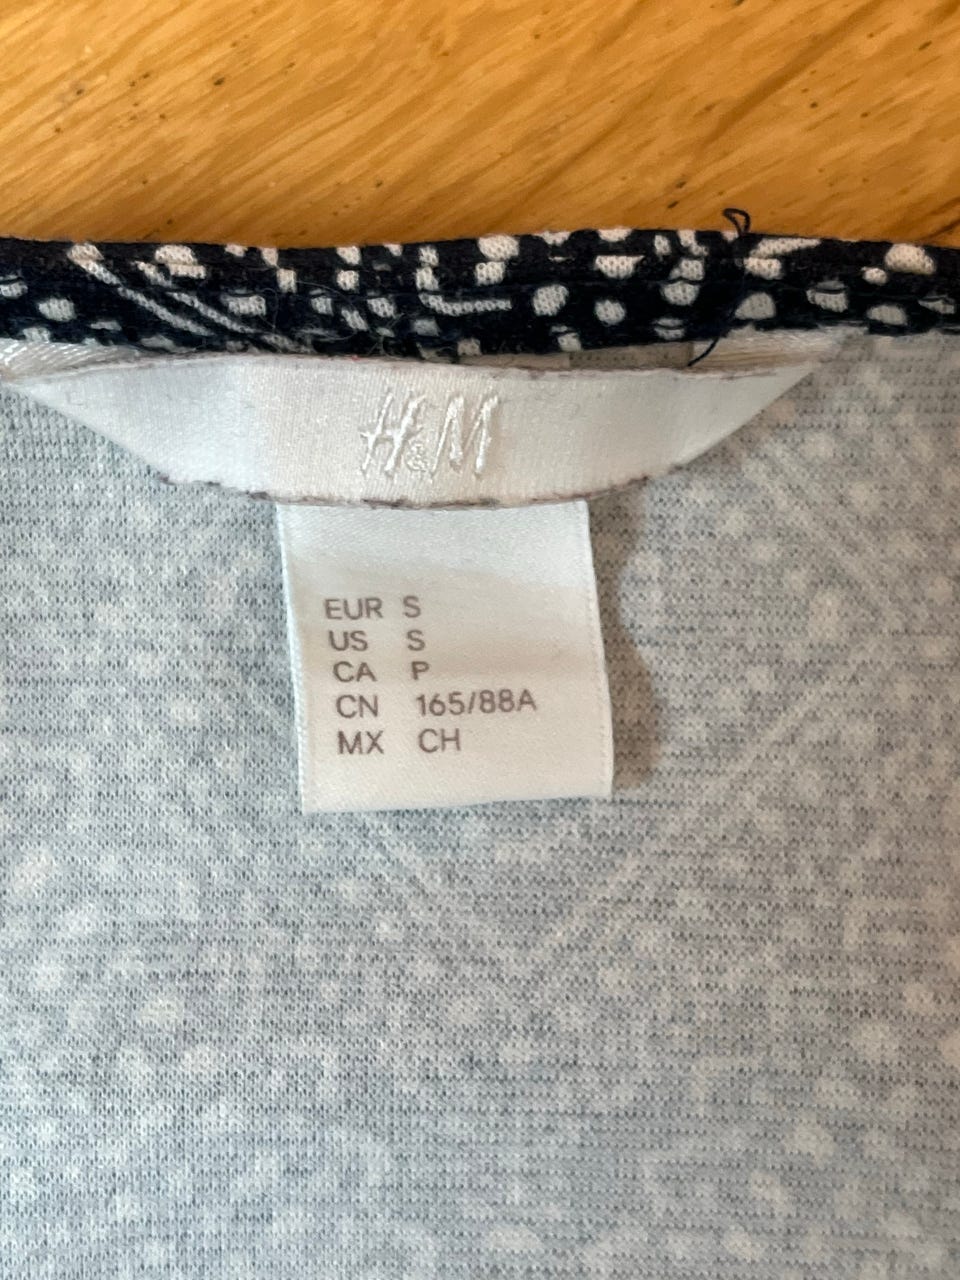 H&M
EUR S
US S
CA P
CN 165/88A
MX CH